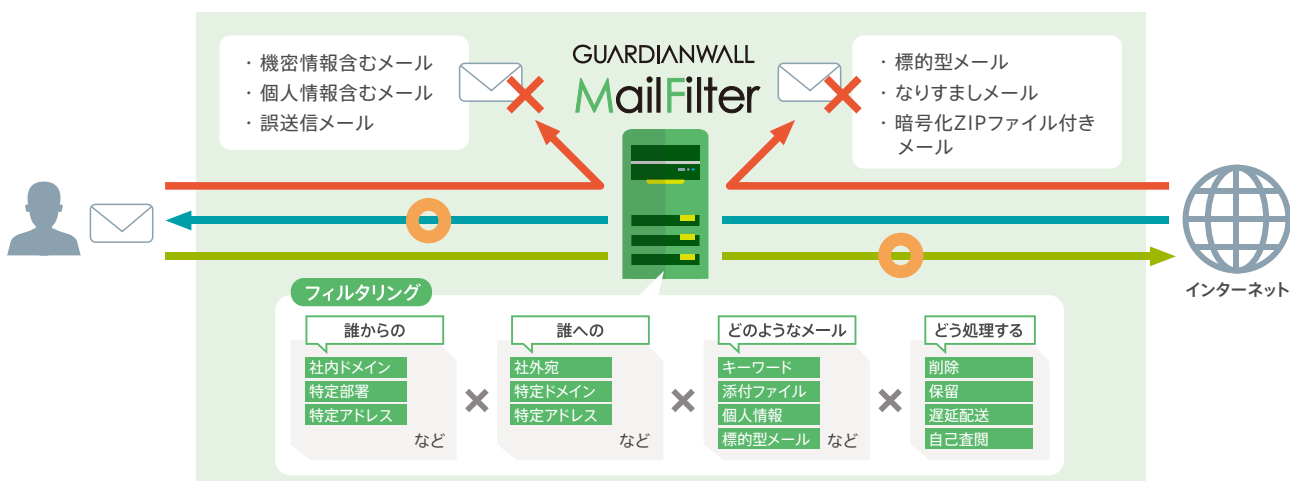 ・機密情報含むメール
・個人情報含むメール
・誤送信メール
GUARDIANWALL
MailFilter
・標的型メール
・なりすましメール
・暗号化ZIPファイル付き
メール
インターネット
フィルタリング
誰からの
社内ドメイン
特定部署
特定アドレス
など
誰への
社外宛
特定ドメイン
特定アドレス
など
どのようなメール
キーワード
添付ファイル
個人情報
標的型メール
など
どう処理する
削除
保留
遅延配送
自己査閲